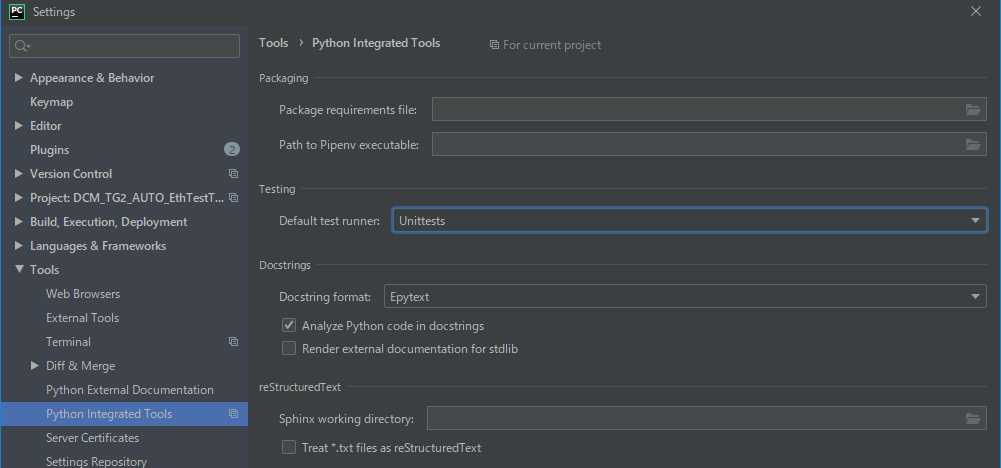 PC Settings
Tools › Python Integrated Tools For current project
Appearance & Behavior
Keymap
Editor
Plugins 2
Version Control
Project: DCM_TG2_AUTO_EthTestT...
Build, Execution, Deployment
Languages & Frameworks
Tools
Web Browsers
External Tools
Terminal
Diff & Merge
Python External Documentation
Python Integrated Tools
Server Certificates
Settings Repository
Packaging
Package requirements file:
Path to Pipenv executable:
Testing
Default test runner: Unittests
Docstrings
Docstring format: Epytext
Analyze Python code in docstrings
Render external documentation for stdlib
reStructuredText
Sphinx working directory:
Treat *.txt files as reStructuredText